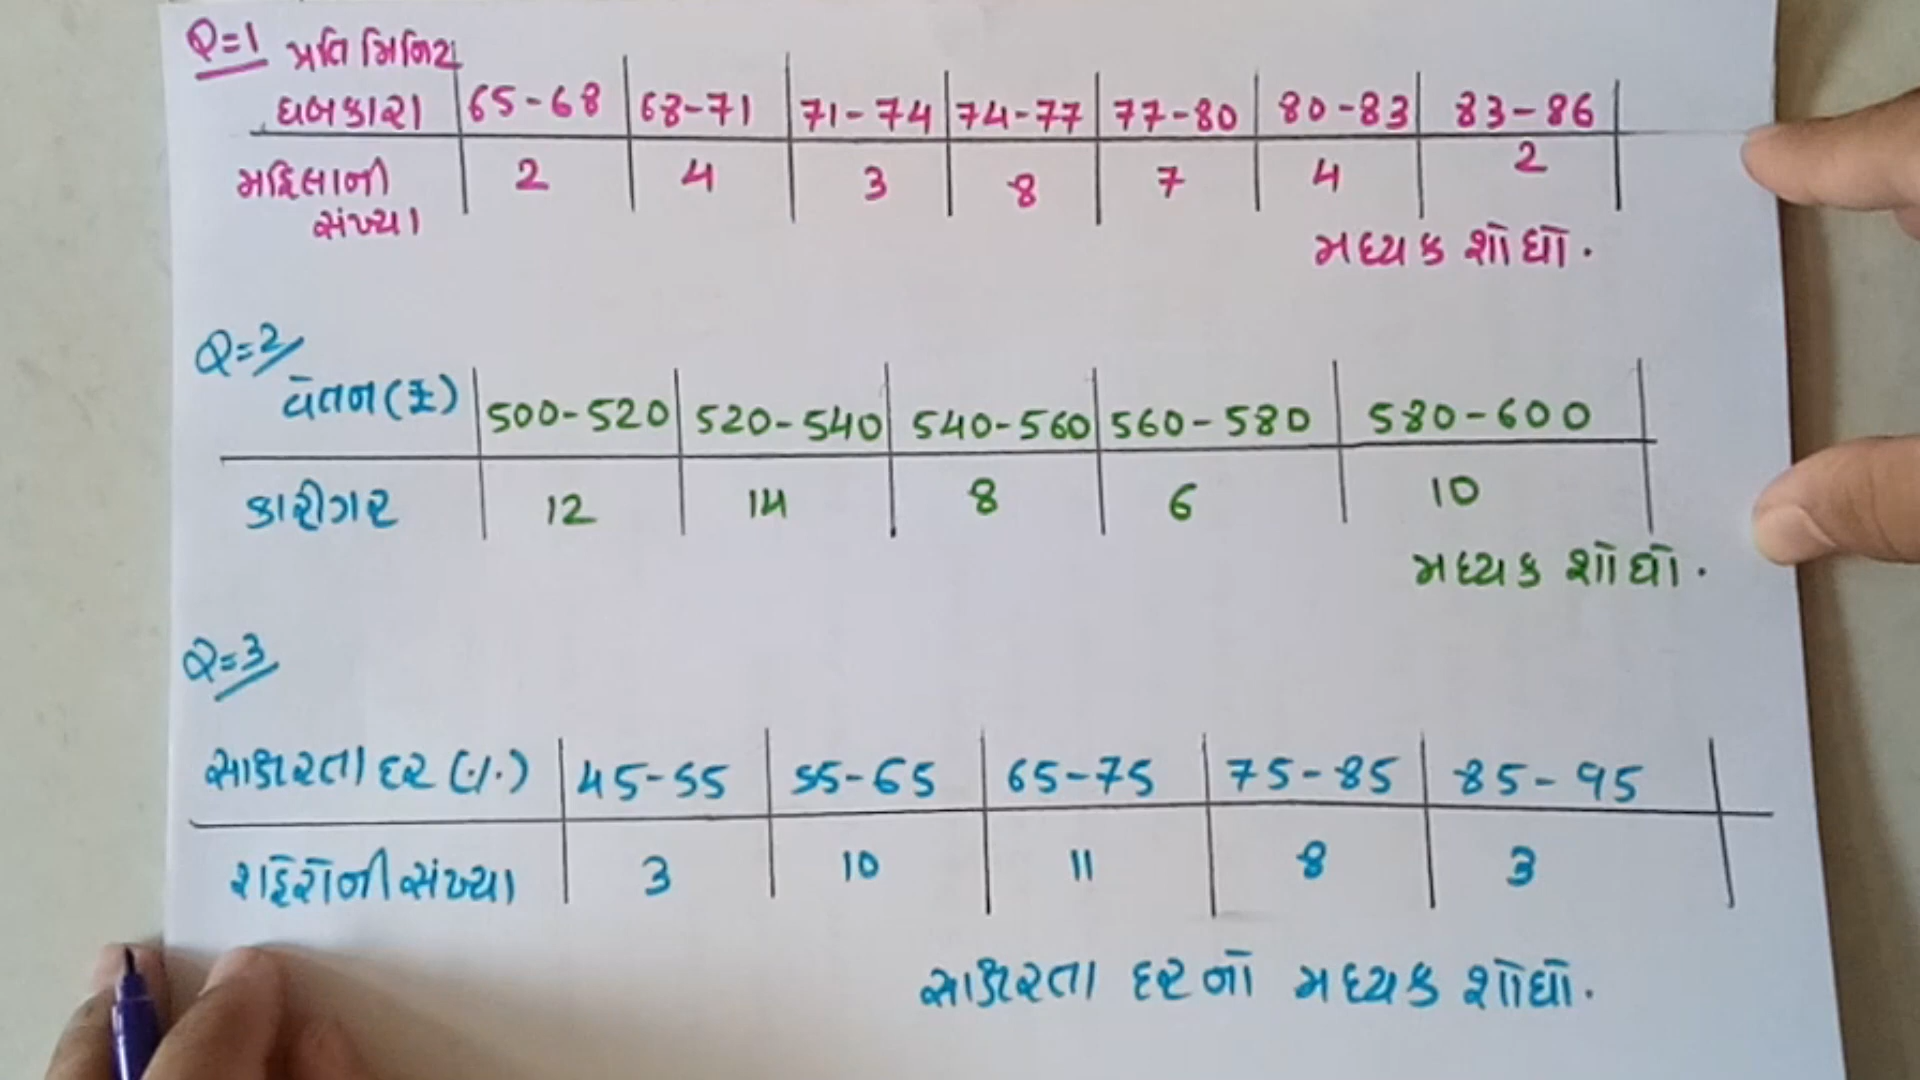 Q=1 પ્રતિ મિનિટ
ધબકારા 65-68 68-71 71-74 74-77 77-80 80-83 83-86
મહિલાની 2 4 3 8 7 4 2
સંખ્યા
મધ્યક શોધો.
Q=2
વેતન (₹) 500-520 520-540 540-560 560-580 580-600
કારીગર 12 14 8 6 10
મધ્યક શોધો.
Q=3
સાક્ષરતા દર (%) 45-55 55-65 65-75 75-85 85-95
શહેરોની સંખ્યા 3 10 11 8 3
સાક્ષરતા દરનો મધ્યક શોધો.